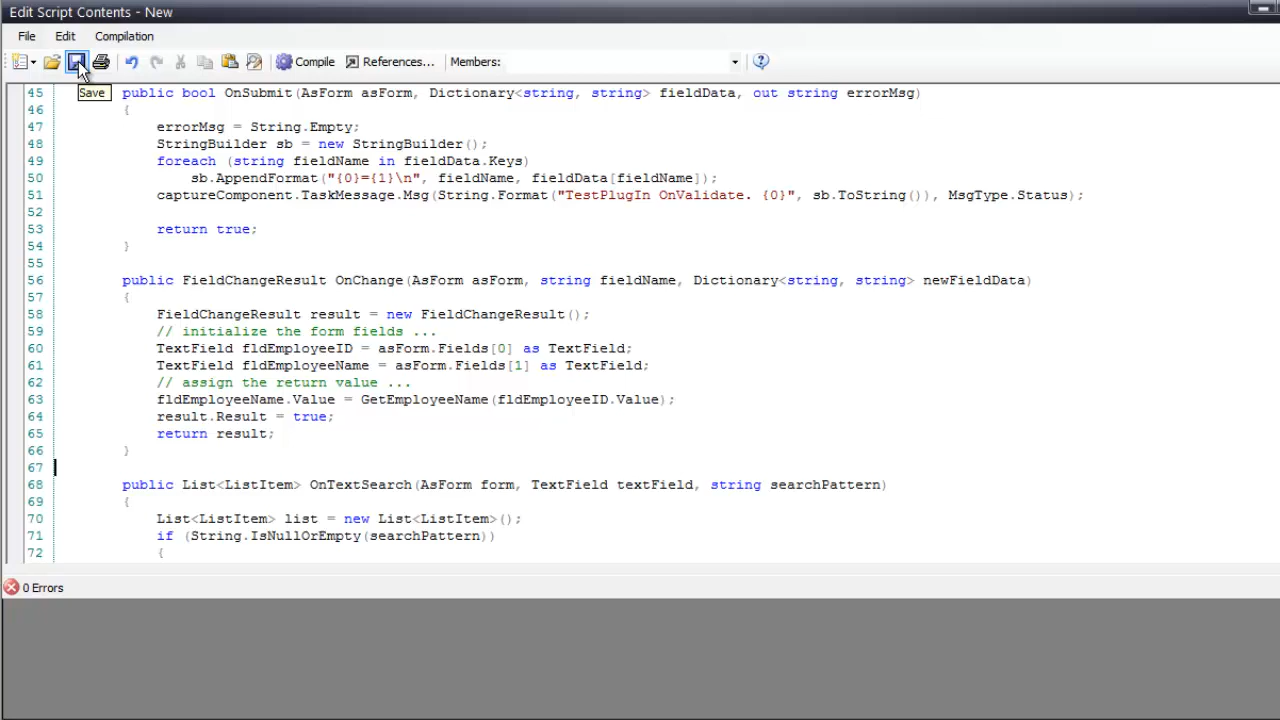 Edit Script Contents - New
File Edit Compilation
Compile References... Members:
Save
45 public bool OnSubmit(AsForm asForm, Dictionary<string, string> fieldData, out string errorMsg)
46 {
47 errorMsg = String.Empty;
48 StringBuilder sb = new StringBuilder();
49 foreach (string fieldName in fieldData.Keys)
50 sb.AppendFormat("{0}={1}\n", fieldName, fieldData[fieldName]);
51 captureComponent.TaskMessage.Msg(String.Format("TestPlugIn OnValidate. {0}", sb.ToString()), MsgType.Status);
52
53 return true;
54 }
55
56 public FieldChangeResult OnChange(AsForm asForm, string fieldName, Dictionary<string, string> newFieldData)
57 {
58 FieldChangeResult result = new FieldChangeResult();
59 // initialize the form fields ...
60 TextField fldEmployeeID = asForm.Fields[0] as TextField;
61 TextField fldEmployeeName = asForm.Fields[1] as TextField;
62 // assign the return value ...
63 fldEmployeeName.Value = GetEmployeeName(fldEmployeeID.Value);
64 result.Result = true;
65 return result;
66 }
67
68 public List<ListItem> OnTextSearch(AsForm form, TextField textField, string searchPattern)
69 {
70 List<ListItem> list = new List<ListItem>();
71 if (String.IsNullOrEmpty(searchPattern))
72 {
0 Errors